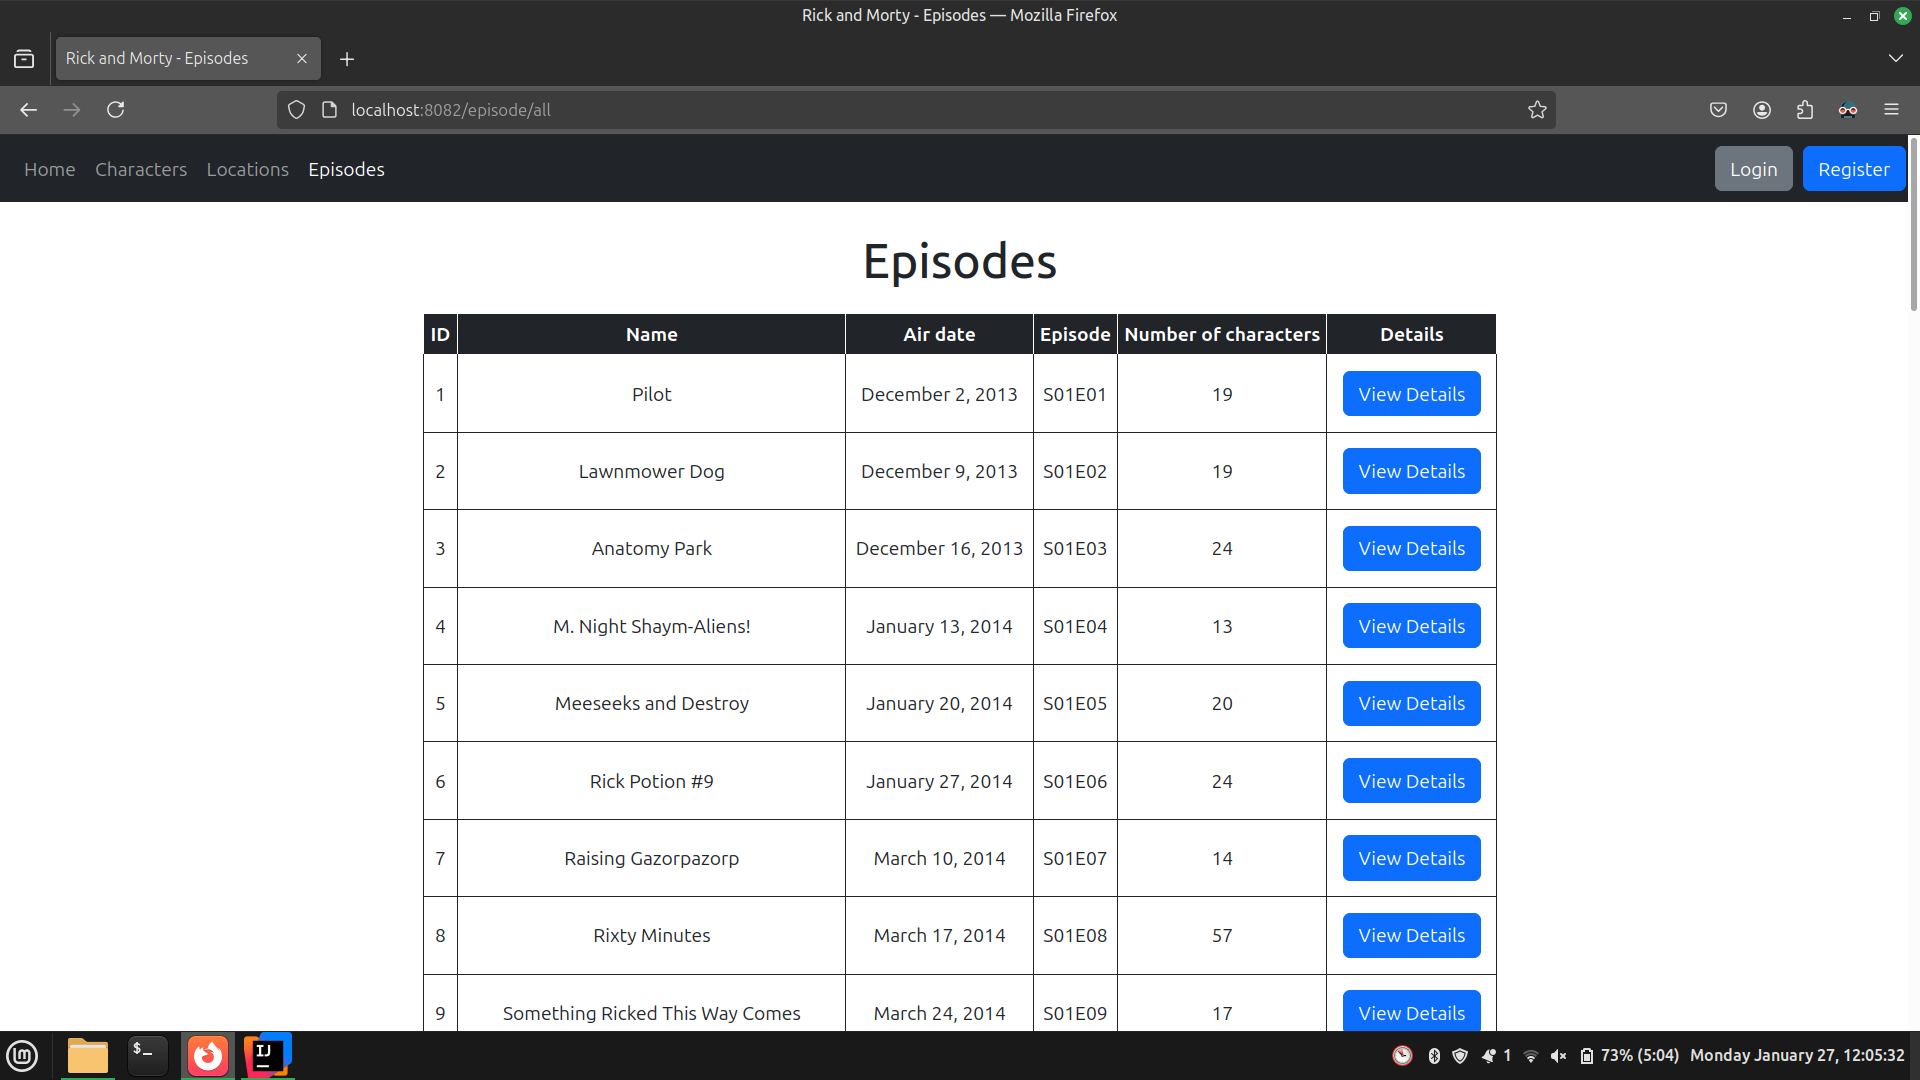 Rick and Morty - Episodes — Mozilla Firefox
Rick and Morty - Episodes
localhost:8082/episode/all
Home Characters Locations Episodes Login Register
Episodes
ID Name Air date Episode Number of characters Details
1 Pilot December 2, 2013 S01E01 19 View Details
2 Lawnmower Dog December 9, 2013 S01E02 19 View Details
3 Anatomy Park December 16, 2013 S01E03 24 View Details
4 M. Night Shaym-Aliens! January 13, 2014 S01E04 13 View Details
5 Meeseeks and Destroy January 20, 2014 S01E05 20 View Details
6 Rick Potion #9 January 27, 2014 S01E06 24 View Details
7 Raising Gazorpazorp March 10, 2014 S01E07 14 View Details
8 Rixty Minutes March 17, 2014 S01E08 57 View Details
9 Something Ricked This Way Comes March 24, 2014 S01E09 17 View Details
$_ IJ 1 73% (5:04) Monday January 27, 12:05:32